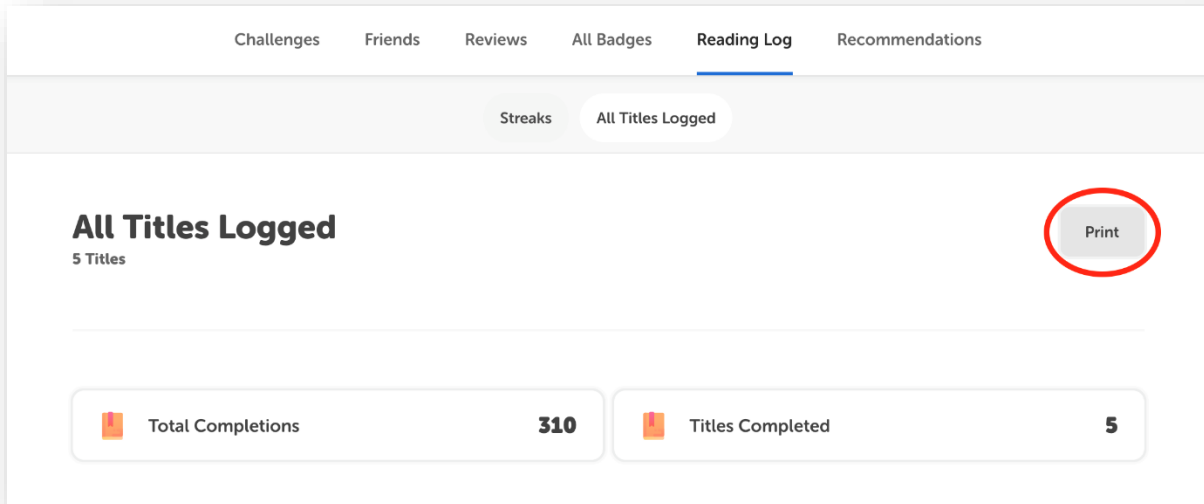 Challenges Friends Reviews All Badges Reading Log Recommendations
Streaks All Titles Logged
All Titles Logged
Print
5 Titles
Total Completions 310 Titles Completed 5